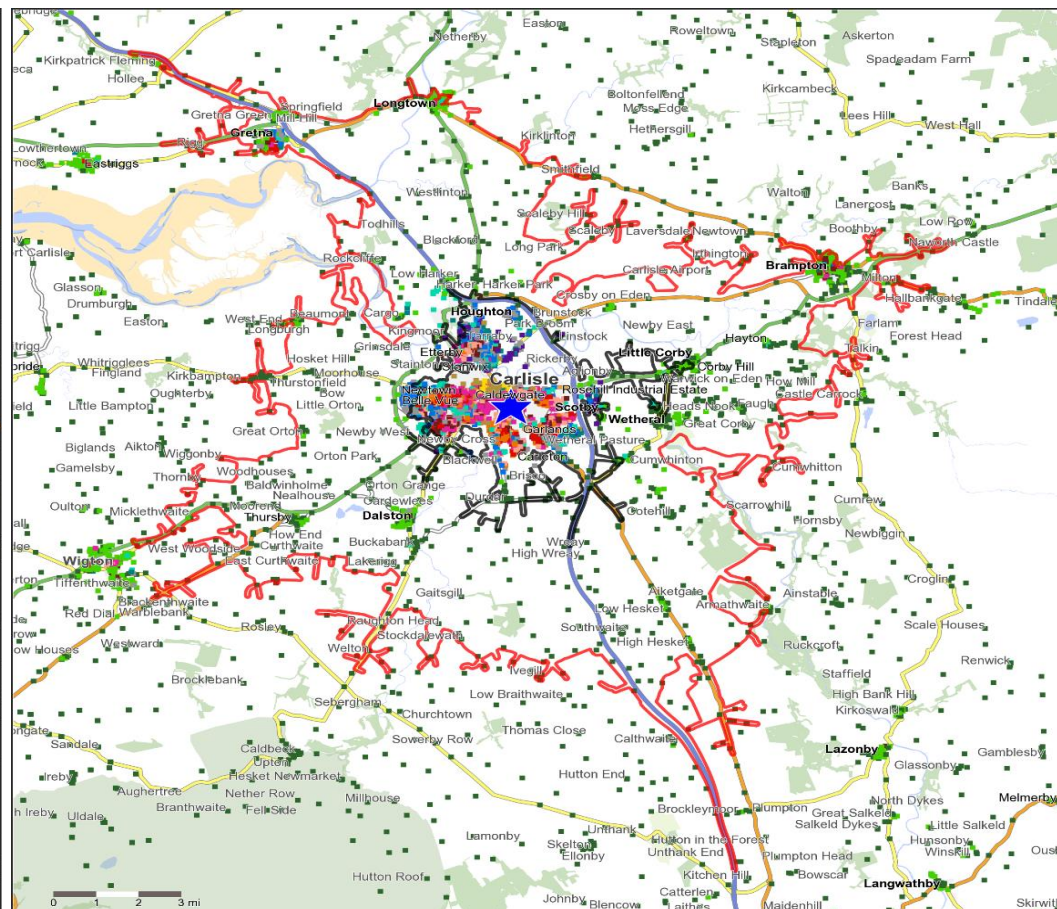 Easton
Netherby
Roweltown
Askerton
Stapleton
Spadeadam Farm
Kirkpatrick Fleming
Hollee
Kirkcambeck
Longtown
Springfield
Boltonfellend
Moss Edge
Lees Hill
Gretna Green
Mill Hill
Hethersgill
West Hall
Gretna
Kirklinton
Rigg
Lowthertown
Eastriggs
Smithfield
Banks
Walton
Lanercost
Westlinton
Scaleby Hill
Boothby
Low Row
Todhills
Scaleby
Laversdale
Newtown
Naworth Castle
Blackford
Long Park
Irthington
Rockcliffe
Carlisle Airport
Brampton
Low Harker
Milton
Glasson
Harker
Harker Park
Crosby on Eden
Hallbankgate
Tindale
Drumburgh
Beaumont
Cargo
Houghton
Brunstock
West End
Longburgh
Kingmoor
Tarraby
Park Broom
Farlam
Easton
Linstock
Newby East
Forest Head
Grinsdale
Etterby
Hayton
Talkin
Hosket Hill
Stainton
Stanwix
Rickerby
Little Corby
Whitrigglees
Fingland
Kirkbampton
Moorhouse
Carlisle
Aglionby
Corby Hill
Thurstonfield
Warwick on Eden
How Mill
Oughterby
Bow
Newtown
Caldewgate
Rosehill Industrial Estate
Castle Carrock
Little Bampton
Little Orton
Belle Vue
Scotby
Heads Nook
Faugh
Great Orton
Wetheral
Great Corby
Biglands
Aikton
Newby West
Garlands
Wiggonby
Newby Cross
Wetheral Pasture
Gamelsby
Orton Park
Blackwell
Carleton
Cumwhinton
Cumwhitton
Thornby
Woodhouses
Brisco
Baldwinholme
Orton Grange
Cumrew
Oulton
Micklethwaite
Nealhouse
Cardewlees
Durdar
Scarrowhill
Moorend
Thursby
Dalston
Cotehill
Hornsby
How End
Newbiggin
West Woodside
Curthwaite
Buckabank
Wreay
Wigton
East Curthwaite
Lakerigg
High Wreay
Tiffenthwaite
Croglin
Gaitsgill
Aiketgate
Ainstable
Brackenthwaite
Low Hesket
Armathwaite
Red Dial
Warblebank
Raughton Head
Scale Houses
Rosley
Stockdalewath
Southwaite
Westward
High Hesket
Ruckcroft
Welton
Renwick
Ivegill
Staffield
Brocklebank
Low Braithwaite
High Bank Hill
Sebergham
Kirkoswald
Churchtown
Thomas Close
Sandale
Sowerby Row
Calthwaite
Lazonby
Gamblesby
Caldbeck
Upton
Glassonby
Ireby
Hesket Newmarket
Hutton End
Aughertree
Nether Row
Millhouse
North Dykes
Melmerby
Branthwaite
Fell Side
Brockleymoor
Plumpton
Great Salkeld
Uldale
Salkeld Dykes
Little Salkeld
Lamonby
Unthank
Hutton in the Forest
Hunsonby
Skelton
Unthank End
Winskill
Ellonby
Plumpton Head
Bowscar
Hutton Roof
Kitchen Hill
Langwathby
Catterlen
Johnby
Blencow
Laithes
Maidenhill
0 1 2 3 mi